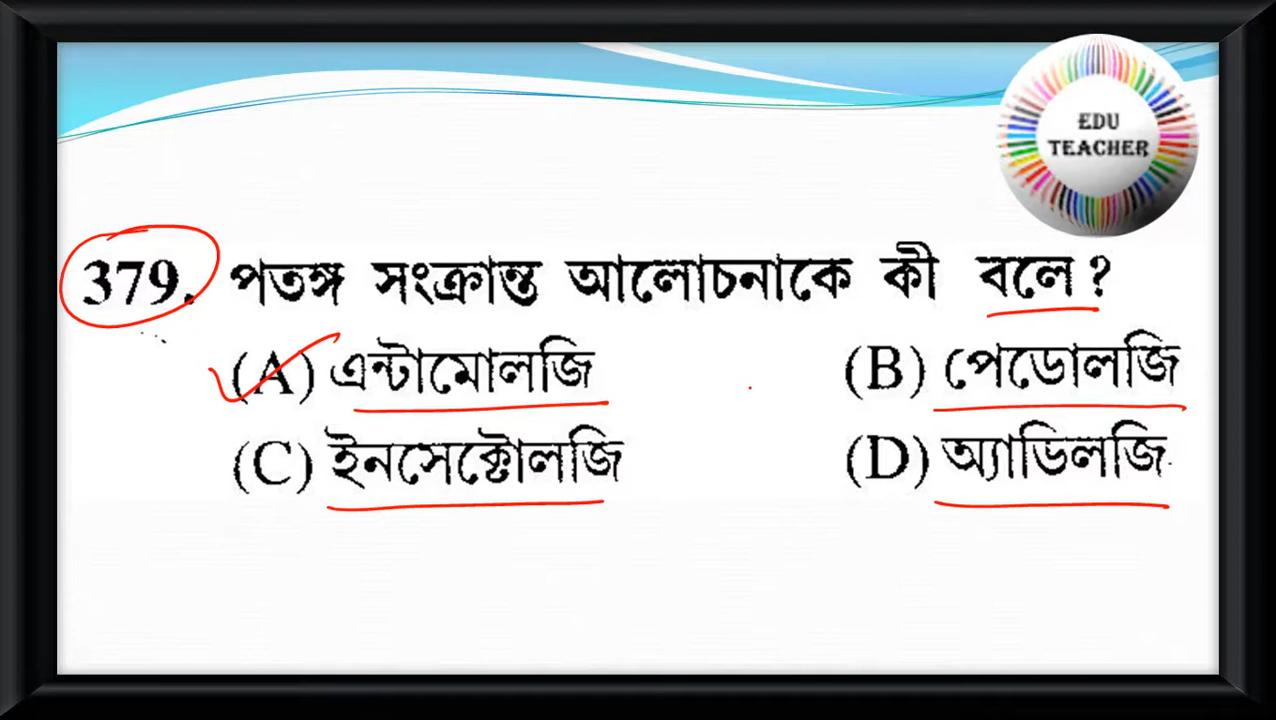 EDU
TEACHER
379. পতঙ্গ সংক্রান্ত আলোচনাকে কী বলে?
(A) এন্টামোলজি (B) পেডোলজি
(C) ইনসেক্টোলজি (D) অ্যাডিলজি